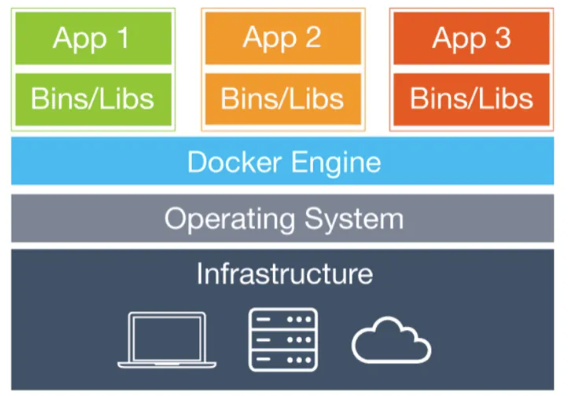 App 1
App 2
App 3
Bins/Libs
Bins/Libs
Bins/Libs
Docker Engine
Operating System
Infrastructure